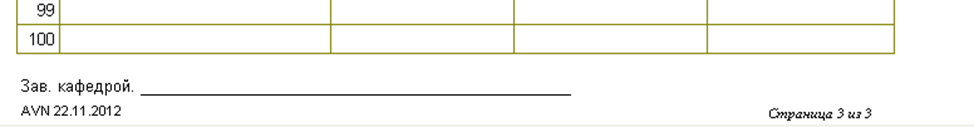 99
100
Зав. кафедрой.
AVN 22.11.2012
Страница 3 из 3